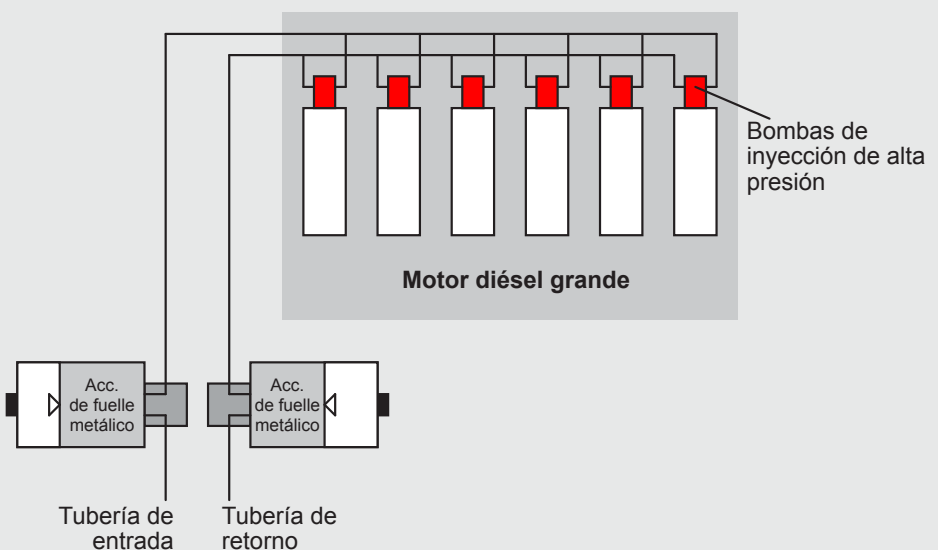 Bombas de
inyección de alta
presión
Motor diésel grande
Acc.
de fuelle
metálico
Acc.
de fuelle
metálico
Tubería de
entrada
Tubería de
retorno